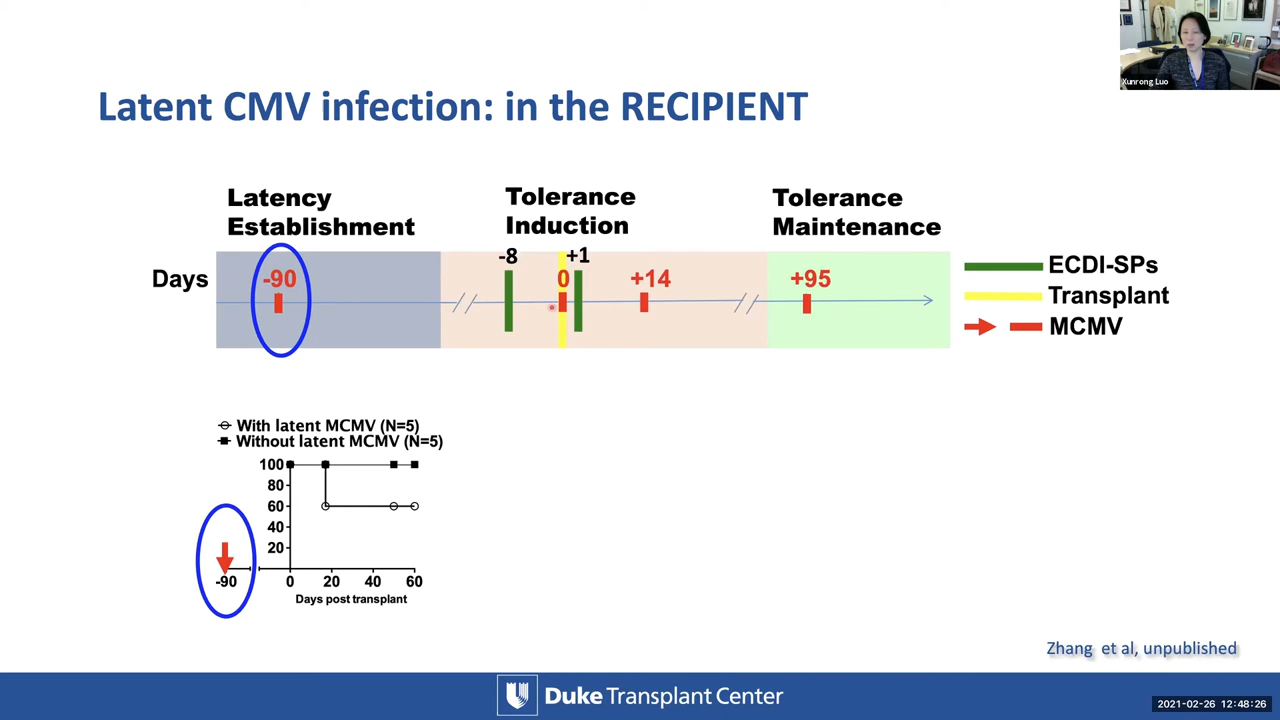 Xunrong Luo
Latent CMV infection: in the RECIPIENT
Latency
Establishment
Tolerance
Induction
Tolerance
Maintenance
-8
+1
Days
-90
0
+14
+95
ECDI-SPs
Transplant
MCMV
With latent MCMV (N=5)
Without latent MCMV (N=5)
100
80
60
40
20
-90
0
20
40
60
Days post transplant
Zhang et al, unpublished
Duke Transplant Center
2021-02-26 12:48:26